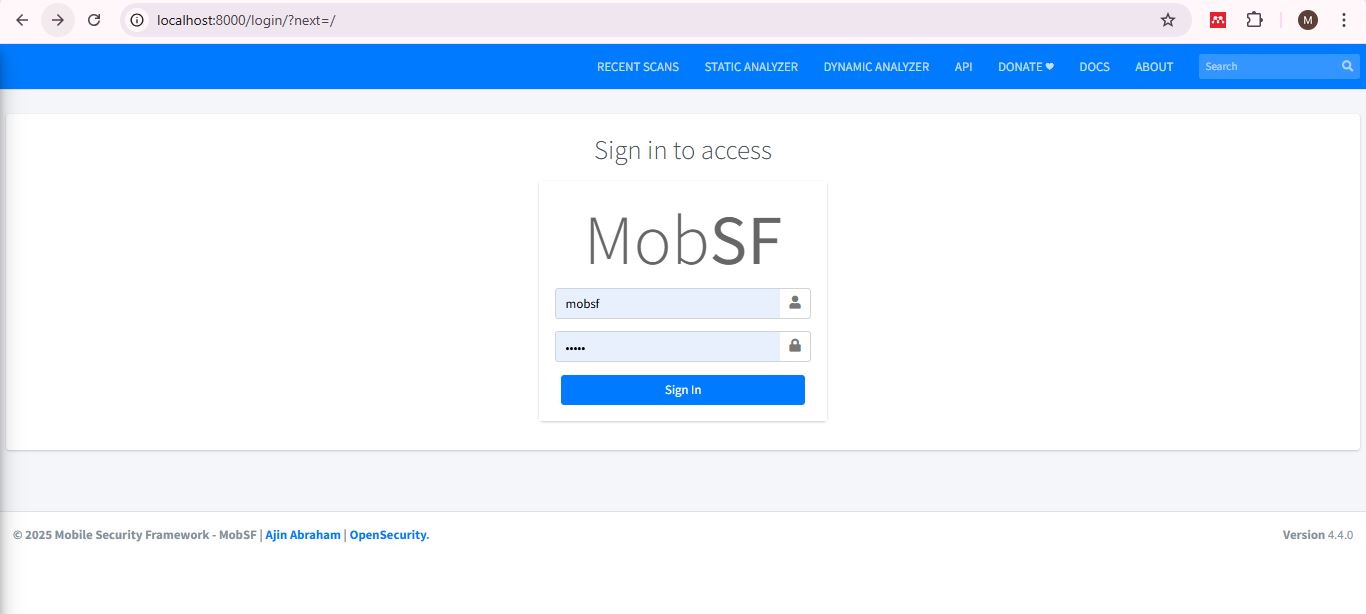 localhost:8000/login/?next=/
M
RECENT SCANS STATIC ANALYZER DYNAMIC ANALYZER API DONATE DOCS ABOUT Search
Sign in to access
MobSF
mobsf
•••••
Sign In
© 2025 Mobile Security Framework - MobSF | Ajin Abraham | OpenSecurity. Version 4.4.0